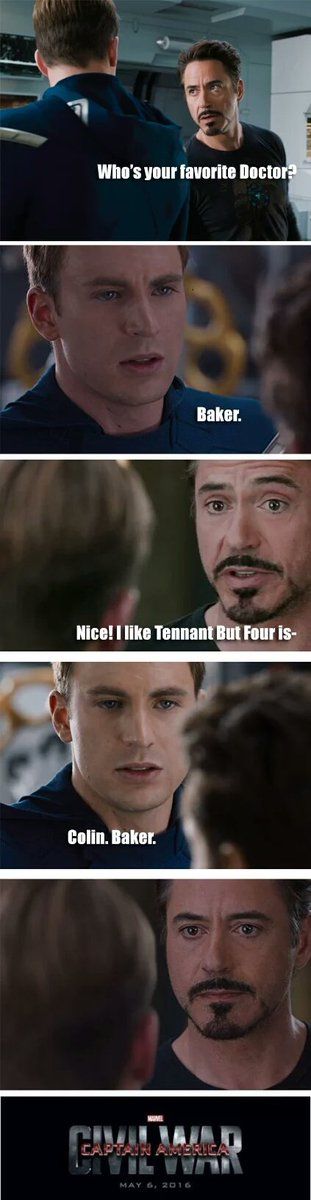 Who's your favorite Doctor?
Baker.
Nice! I like Tennant But Four is-
Colin. Baker.
MARVEL
CIVIL WAR
CAPTAIN AMERICA
MAY 6, 2016